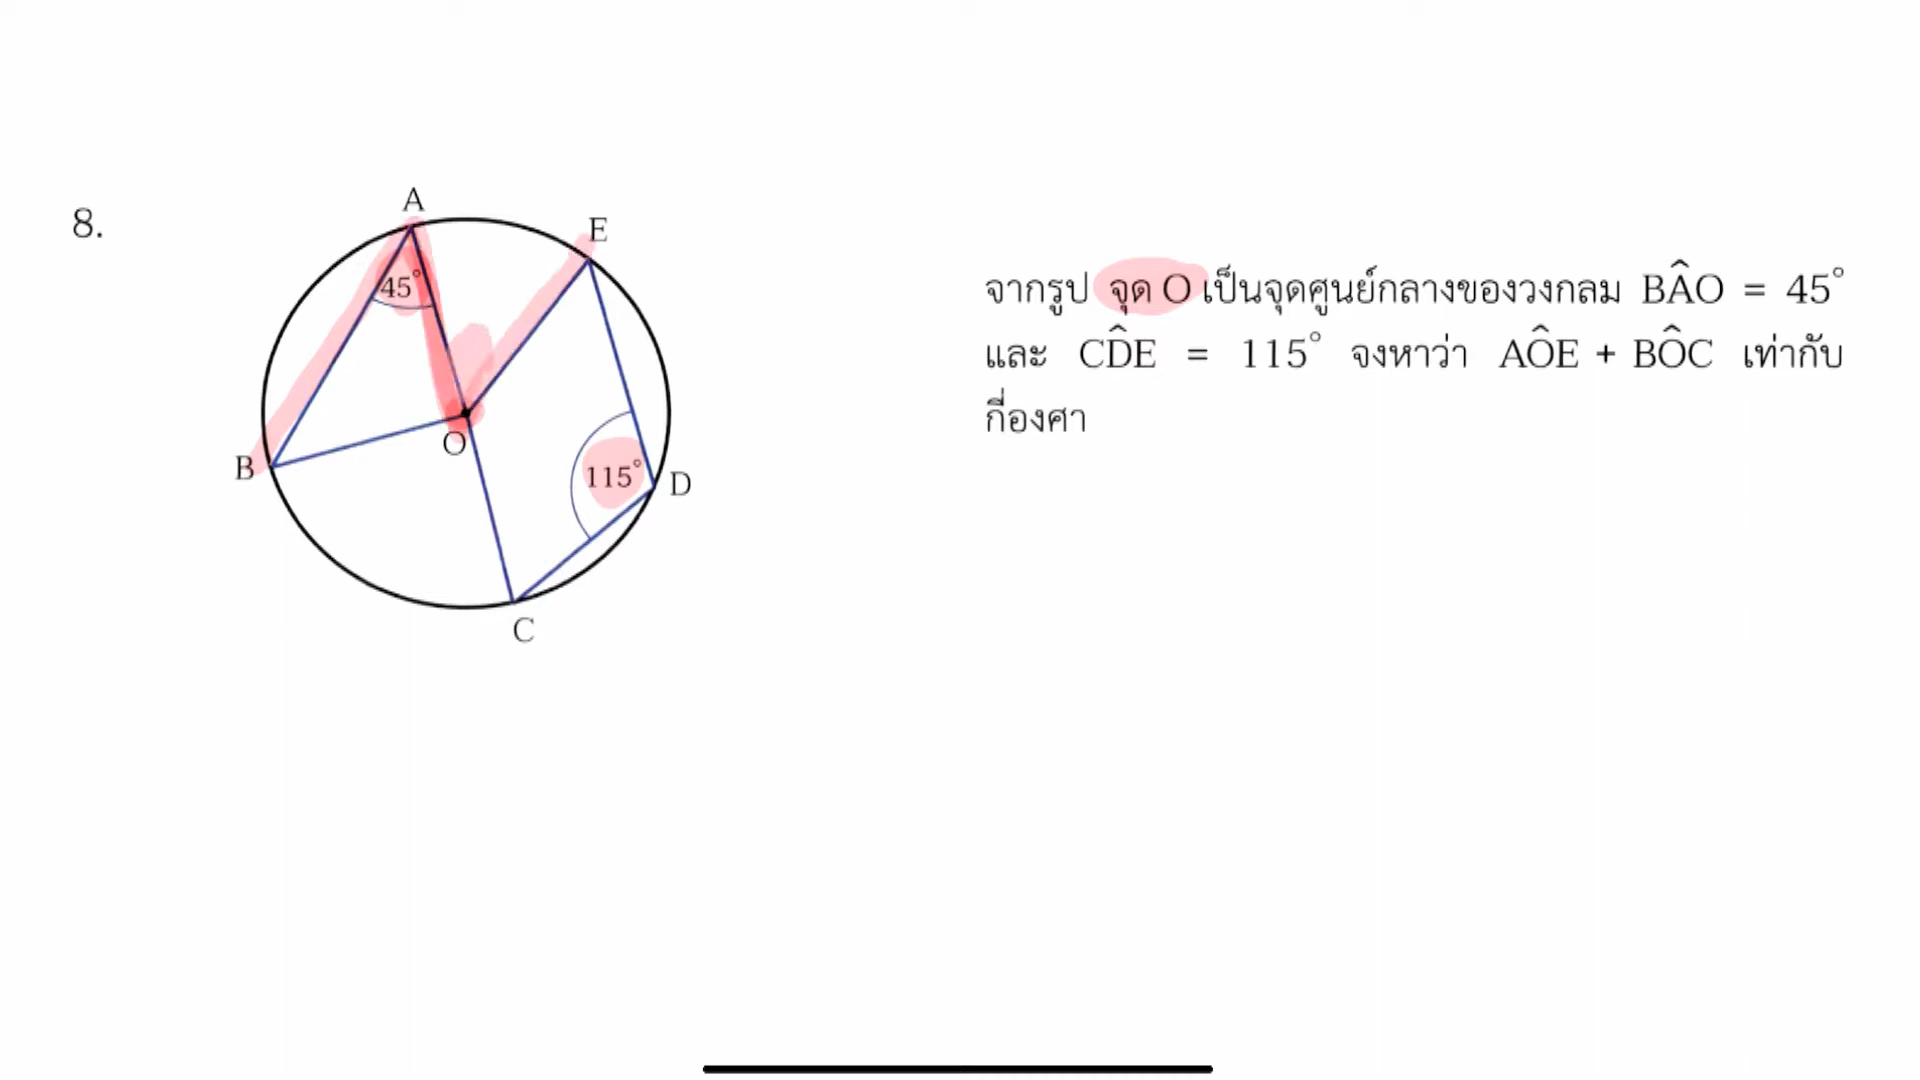 8.
A
E
45°
จากรูป จุด O เป็นจุดศูนย์กลางของวงกลม BÂO = 45°
และ CD̂E = 115° จงหาว่า AÔE + BÔC เท่ากับ
กี่องศา
O
B
115°
D
C